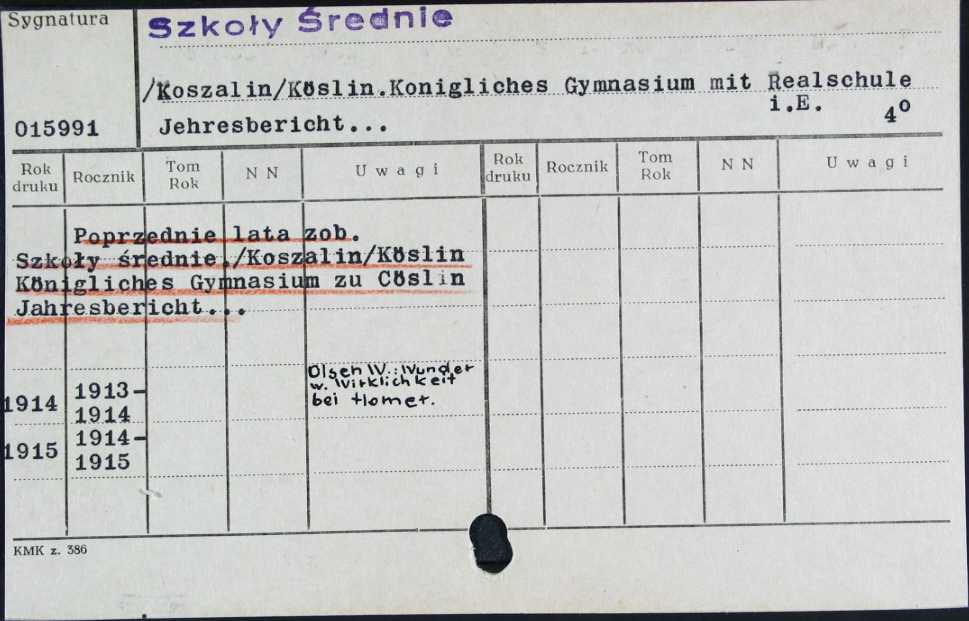 Sygnatura
Szkoły Średnie
/Koszalin/Köslin.Konigliches Gymnasium mit Realschule
i.E.
015991
Jehresbericht...
4⁰
Rok druku
Rocznik
Tom Rok
N N
U w a g i
Rok druku
Rocznik
Tom Rok
N N
U w a g i
Poprzednie lata zob.
Szkoły średnie./Koszalin/Köslin
Königliches Gymnasium zu Cöslin
Jahresbericht...
Olsen W.: Wunder
w. Wirklichkeit
bei Homer.
1914
1913-
1914
1915
1914-
1915
KMK z. 386